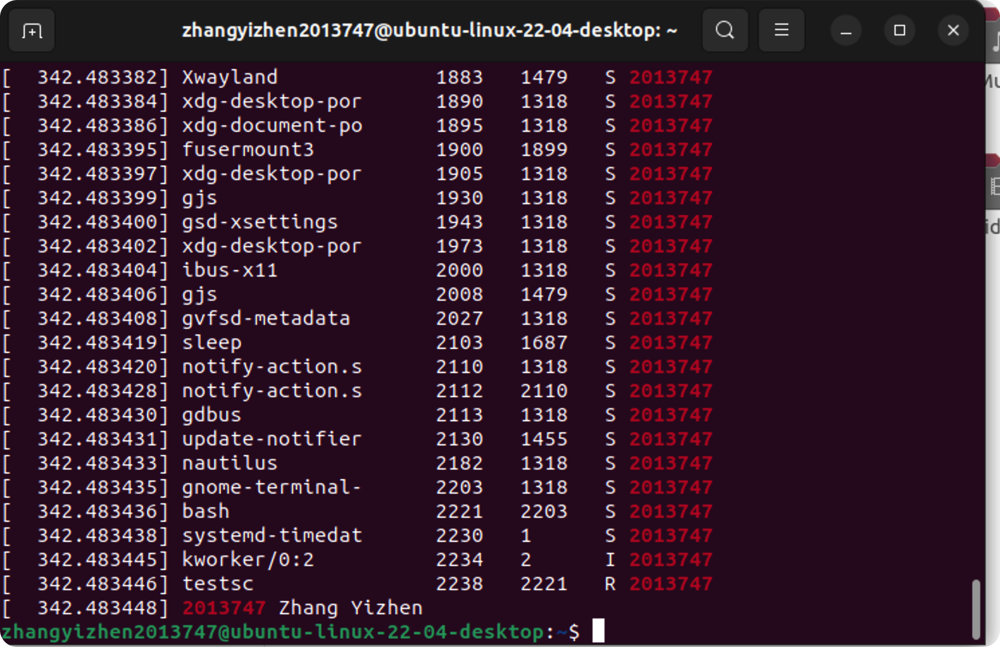 zhangyizhen2013747@ubuntu-linux-22-04-desktop: ~
[  342.483382] Xwayland 1883 1479 S 2013747
[  342.483384] xdg-desktop-por 1890 1318 S 2013747
[  342.483386] xdg-document-po 1895 1318 S 2013747
[  342.483395] fusermount3 1900 1899 S 2013747
[  342.483397] xdg-desktop-por 1905 1318 S 2013747
[  342.483399] gjs 1930 1318 S 2013747
[  342.483400] gsd-xsettings 1943 1318 S 2013747
[  342.483402] xdg-desktop-por 1973 1318 S 2013747
[  342.483404] ibus-x11 2000 1318 S 2013747
[  342.483406] gjs 2008 1479 S 2013747
[  342.483408] gvfsd-metadata 2027 1318 S 2013747
[  342.483419] sleep 2103 1687 S 2013747
[  342.483420] notify-action.s 2110 1318 S 2013747
[  342.483428] notify-action.s 2112 2110 S 2013747
[  342.483430] gdbus 2113 1318 S 2013747
[  342.483431] update-notifier 2130 1455 S 2013747
[  342.483433] nautilus 2182 1318 S 2013747
[  342.483435] gnome-terminal- 2203 1318 S 2013747
[  342.483436] bash 2221 2203 S 2013747
[  342.483438] systemd-timedat 2230 1 S 2013747
[  342.483445] kworker/0:2 2234 2 I 2013747
[  342.483446] testsc 2238 2221 R 2013747
[  342.483448] 2013747 Zhang Yizhen
zhangyizhen2013747@ubuntu-linux-22-04-desktop:~$